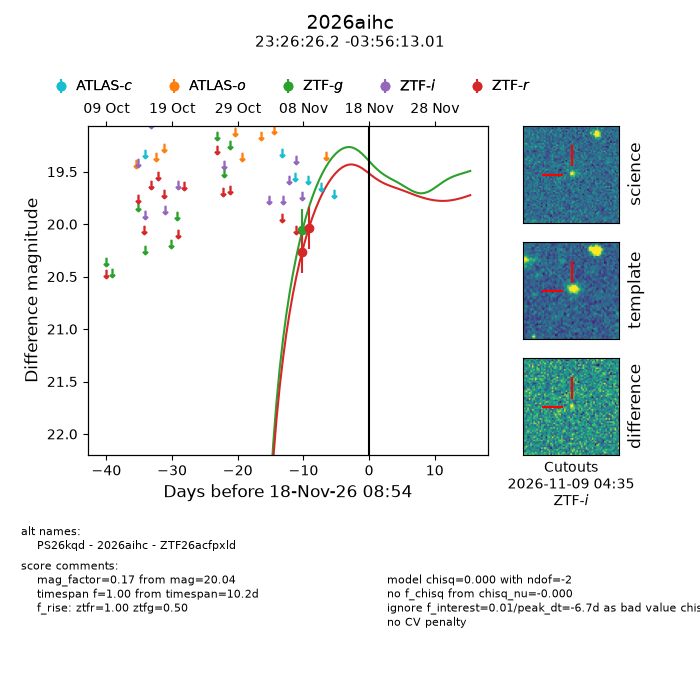 2026aihc
23:26:26.2 -03:56:13.01
ATLAS-c ATLAS-o ZTF-g ZTF-i ZTF-r
09 Oct 19 Oct 29 Oct 08 Nov 18 Nov 28 Nov
19.5
20.0
20.5
21.0
21.5
22.0
Difference magnitude
−40 −30 −20 −10 0 10
Days before 18-Nov-26 08:54
science
template
difference
Cutouts
2026-11-09 04:35
ZTF-i
alt names:
PS26kqd - 2026aihc - ZTF26acfpxld
score comments:
mag_factor=0.17 from mag=20.04
timespan f=1.00 from timespan=10.2d
f_rise: ztfr=1.00 ztfg=0.50
model chisq=0.000 with ndof=-2
no f_chisq from chisq_nu=-0.000
ignore f_interest=0.01/peak_dt=-6.7d as bad value chis
no CV penalty